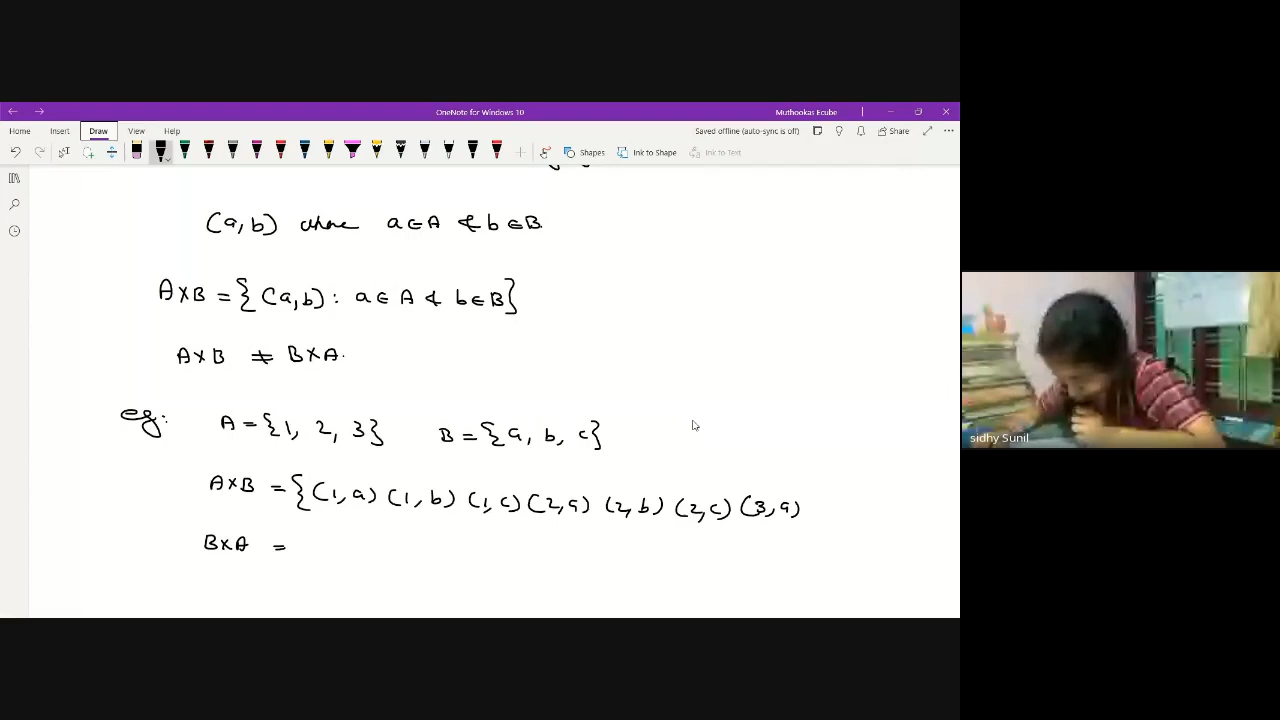 OneNote for Windows 10
Muthookas Ecube
Home Insert Draw View Help
Saved offline (auto-sync is off)
Share
Shapes Ink to Shape Ink to Text
(a, b) where a ∈ A & b ∈ B.
A×B = {(a, b) : a ∈ A & b ∈ B}
A×B ≠ B×A.
eg: A = {1, 2, 3} B = {a, b, c}
A×B = {(1, a) (1, b) (1, c) (2, a) (2, b) (2, c) (3, a)
B×A =
sidhy Sunil